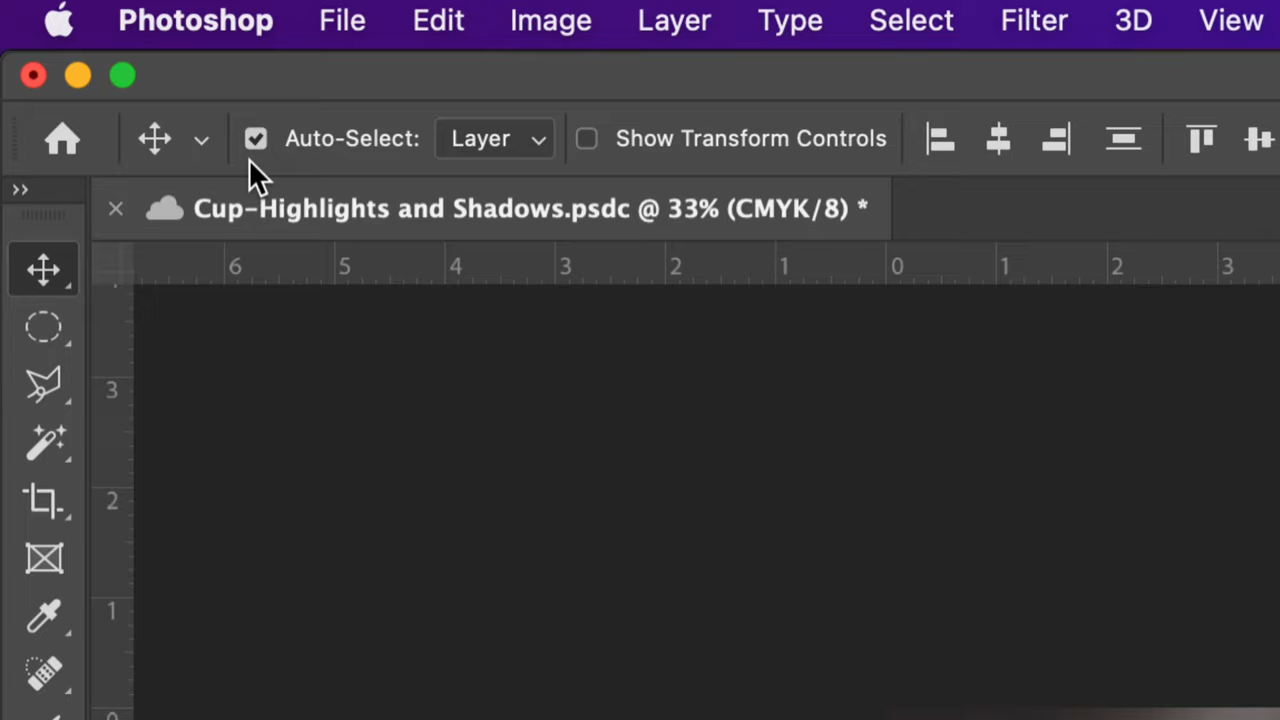 Photoshop File Edit Image Layer Type Select Filter 3D View
Auto-Select: Layer Show Transform Controls
Cup-Highlights and Shadows.psdc @ 33% (CMYK/8) *
6 5 4 3 2 1 0 1 2 3
3
2
1
0